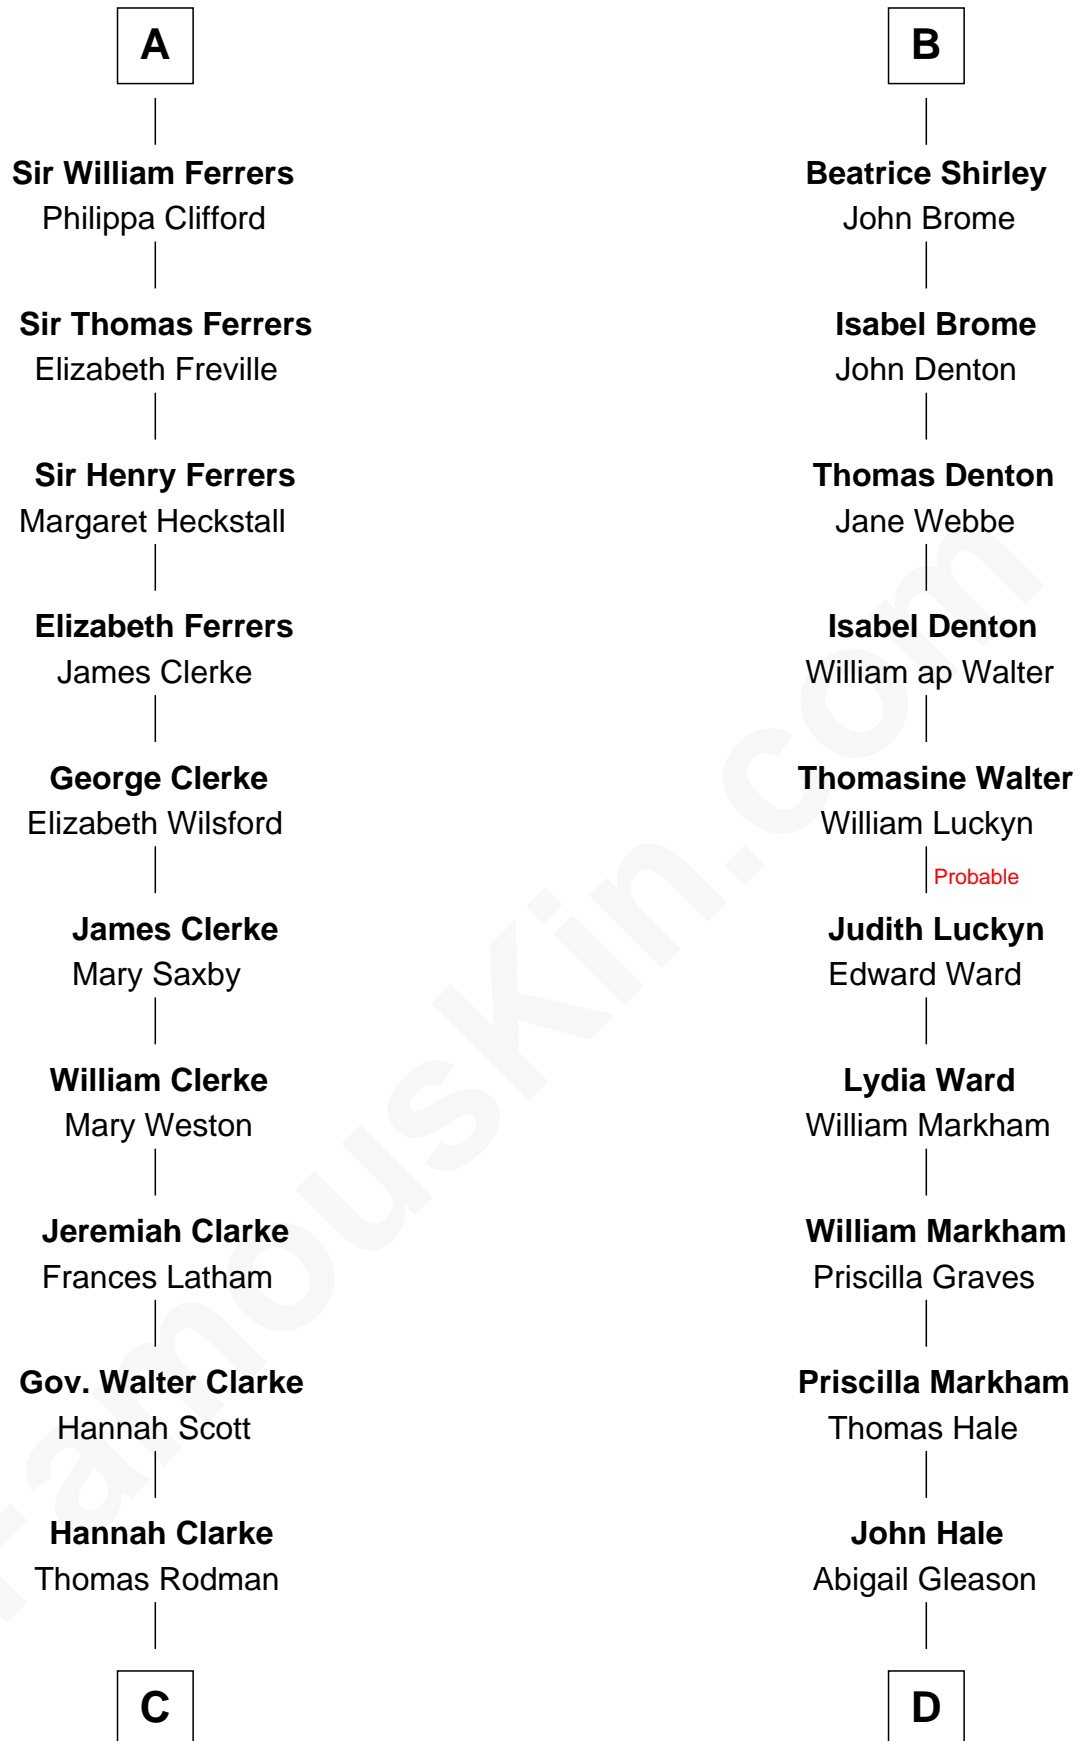 A
Sir William Ferrers
Philippa Clifford
Sir Thomas Ferrers
Elizabeth Freville
Sir Henry Ferrers
Margaret Heckstall
Elizabeth Ferrers
James Clerke
George Clerke
Elizabeth Wilsford
James Clerke
Mary Saxby
William Clerke
Mary Weston
Jeremiah Clarke
Frances Latham
Gov. Walter Clarke
Hannah Scott
Hannah Clarke
Thomas Rodman
C
B
Beatrice Shirley
John Brome
Isabel Brome
John Denton
Thomas Denton
Jane Webbe
Isabel Denton
William ap Walter
Thomasine Walter
William Luckyn
Probable
Judith Luckyn
Edward Ward
Lydia Ward
William Markham
William Markham
Priscilla Graves
Priscilla Markham
Thomas Hale
John Hale
Abigail Gleason
D
FamousKin.com